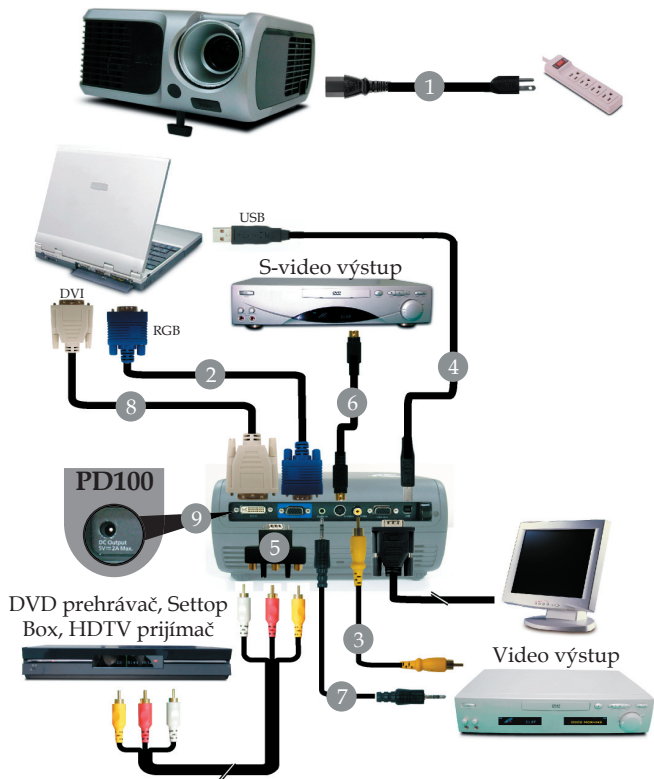 1
USB
S-video výstup
DVI
RGB
2
4
8
6
PD100
9
DC Output
5V 2A Max.
5
DVD prehrávač, Settop
Box, HDTV prijímač
3
Video výstup
7